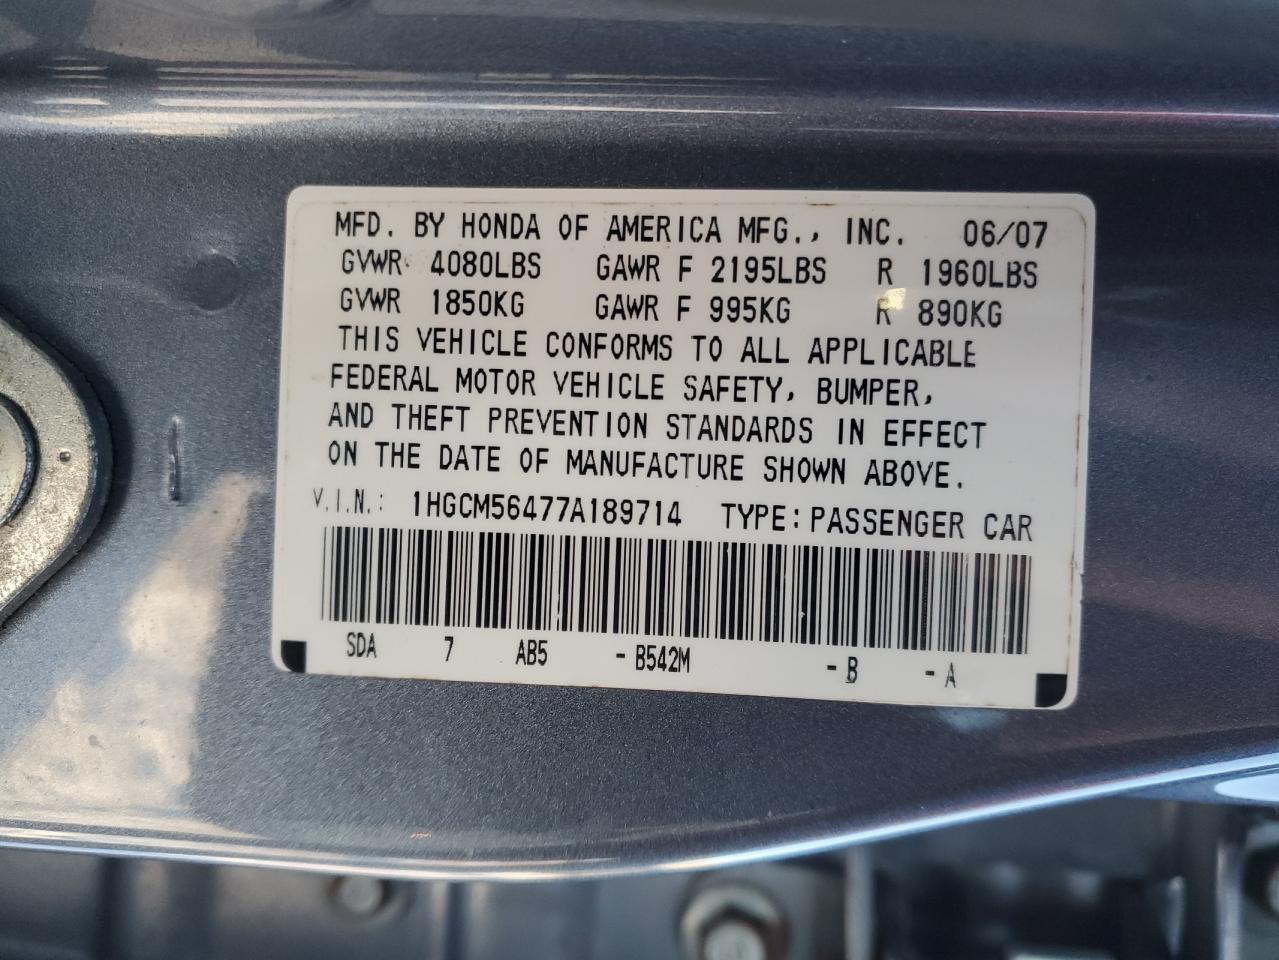 MFD. BY HONDA OF AMERICA MFG., INC. 06/07
GVWR 4080LBS GAWR F 2195LBS R 1960LBS
GVWR 1850KG GAWR F 995KG R 890KG
THIS VEHICLE CONFORMS TO ALL APPLICABLE
FEDERAL MOTOR VEHICLE SAFETY, BUMPER,
AND THEFT PREVENTION STANDARDS IN EFFECT
ON THE DATE OF MANUFACTURE SHOWN ABOVE.
V.I.N.: 1HGCM56477A189714 TYPE: PASSENGER CAR
SDA 7 AB5 - B542M - B - A